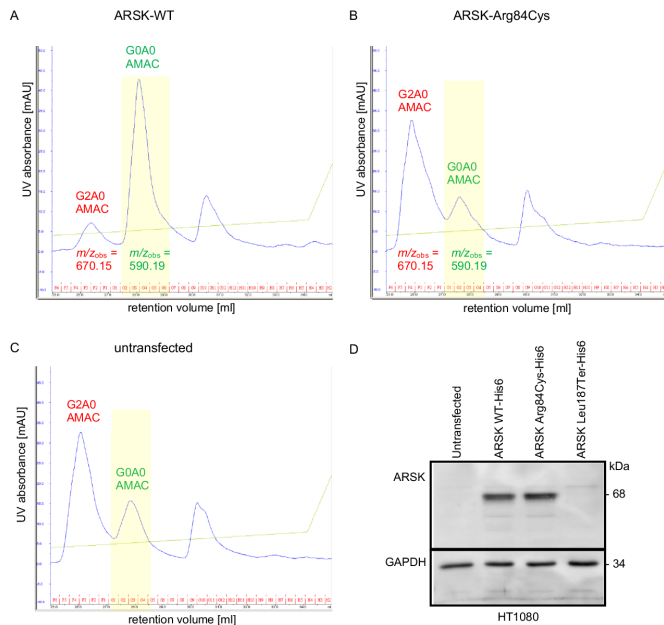 A
ARSK-WT
UV absorbance [mAU]
G0A0
AMAC
G2A0
AMAC
m/zobs =
670.15
m/zobs =
590.19
retention volume [ml]
B
ARSK-Arg84Cys
UV absorbance [mAU]
G2A0
AMAC
G0A0
AMAC
m/zobs =
670.15
m/zobs =
590.19
retention volume [ml]
C
untransfected
UV absorbance [mAU]
G2A0
AMAC
G0A0
AMAC
retention volume [ml]
D
Untransfected
ARSK WT-His6
ARSK Arg84Cys-His6
ARSK Leu187Ter-His6
kDa
ARSK
- 68
GAPDH
- 34
HT1080